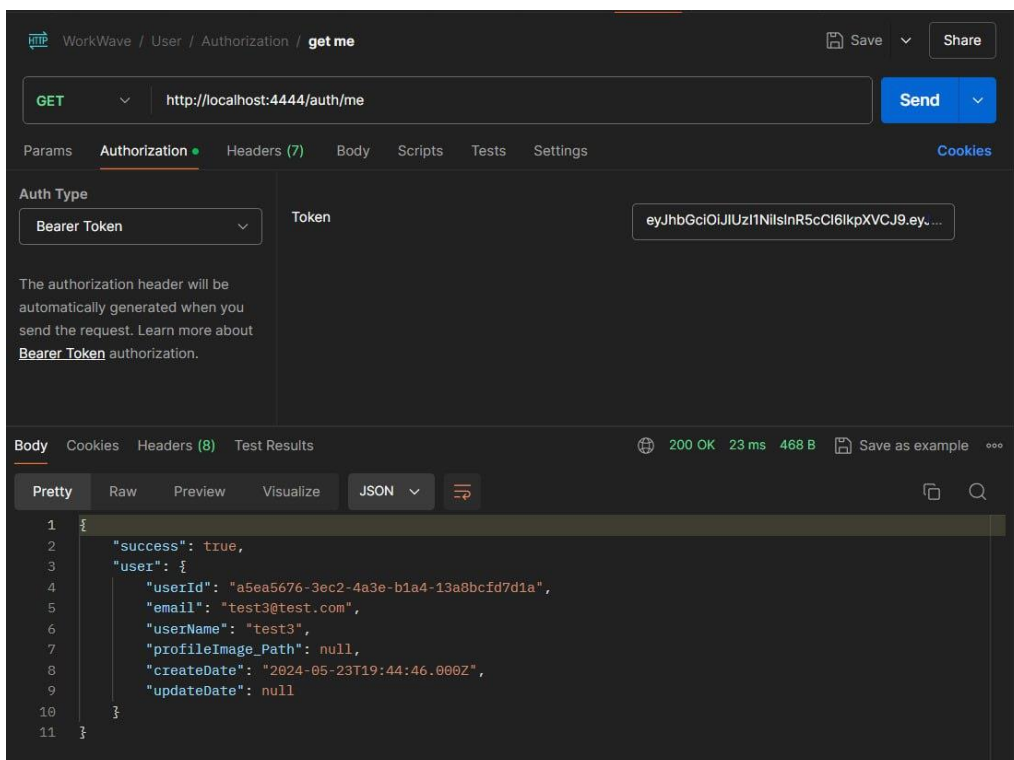 HTTP WorkWave / User / Authorization / get me Save Share
GET http://localhost:4444/auth/me Send
Params Authorization Headers (7) Body Scripts Tests Settings Cookies
Auth Type
Bearer Token
Token eyJhbGciOiJIUzI1NiIsInR5cCI6IkpXVCJ9.eyJ...
The authorization header will be
automatically generated when you
send the request. Learn more about
Bearer Token authorization.
Body Cookies Headers (8) Test Results 200 OK 23 ms 468 B Save as example
Pretty Raw Preview Visualize JSON
1 {
2 "success": true,
3 "user": {
4 "userId": "a5ea5676-3ec2-4a3e-b1a4-13a8bcfd7d1a",
5 "email": "test3@test.com",
6 "userName": "test3",
7 "profileImage_Path": null,
8 "createDate": "2024-05-23T19:44:46.000Z",
9 "updateDate": null
10 }
11 }